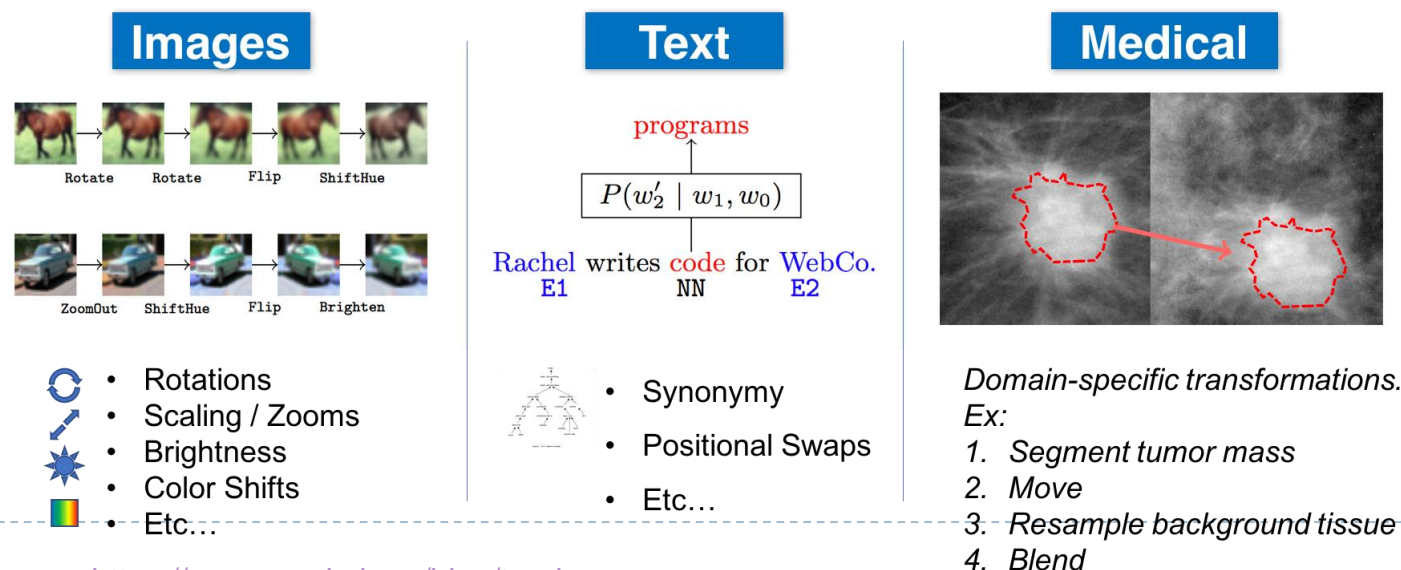 Images
Rotate Rotate Flip ShiftHue
ZoomOut ShiftHue Flip Brighten
• Rotations
• Scaling / Zooms
• Brightness
• Color Shifts
• Etc…
Text
programs
P(w′₂ | w₁, w₀)
Rachel writes code for WebCo.
E1 NN E2
• Synonymy
• Positional Swaps
• Etc…
Medical
Domain-specific transformations.
Ex:
1. Segment tumor mass
2. Move
3. Resample background tissue
4. Blend